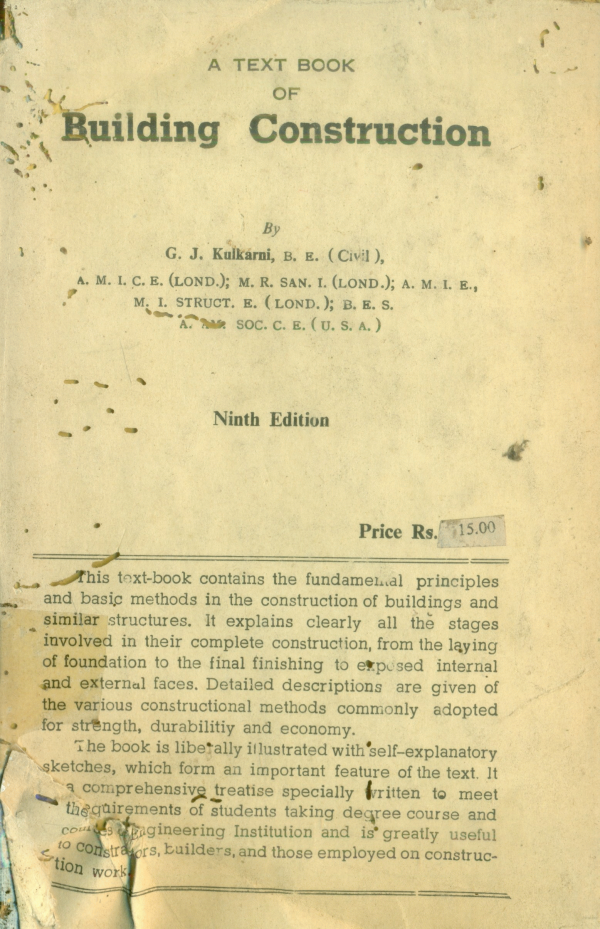 A TEXT BOOK
OF
Building Construction
By
G. J. Kulkarni, B. E. (Civil),
A. M. I. C. E. (LOND.); M. R. SAN. I. (LOND.); A. M. I. E.,
M. I. STRUCT. E. (LOND.); B. E. S.
A. AM. SOC. C. E. (U. S. A.)
Ninth Edition
Price Rs. 15.00
This text-book contains the fundamental principles
and basic methods in the construction of buildings and
similar structures. It explains clearly all the stages
involved in their complete construction, from the laying
of foundation to the final finishing to exposed internal
and external faces. Detailed descriptions are given of
the various constructional methods commonly adopted
for strength, durabilitiy and economy.
The book is liberally illustrated with self-explanatory
sketches, which form an important feature of the text. It
a comprehensive treatise specially written to meet
the quirements of students taking degree course and
Engineering Institution and is greatly useful
to builders, and those employed on construc-
tion work.